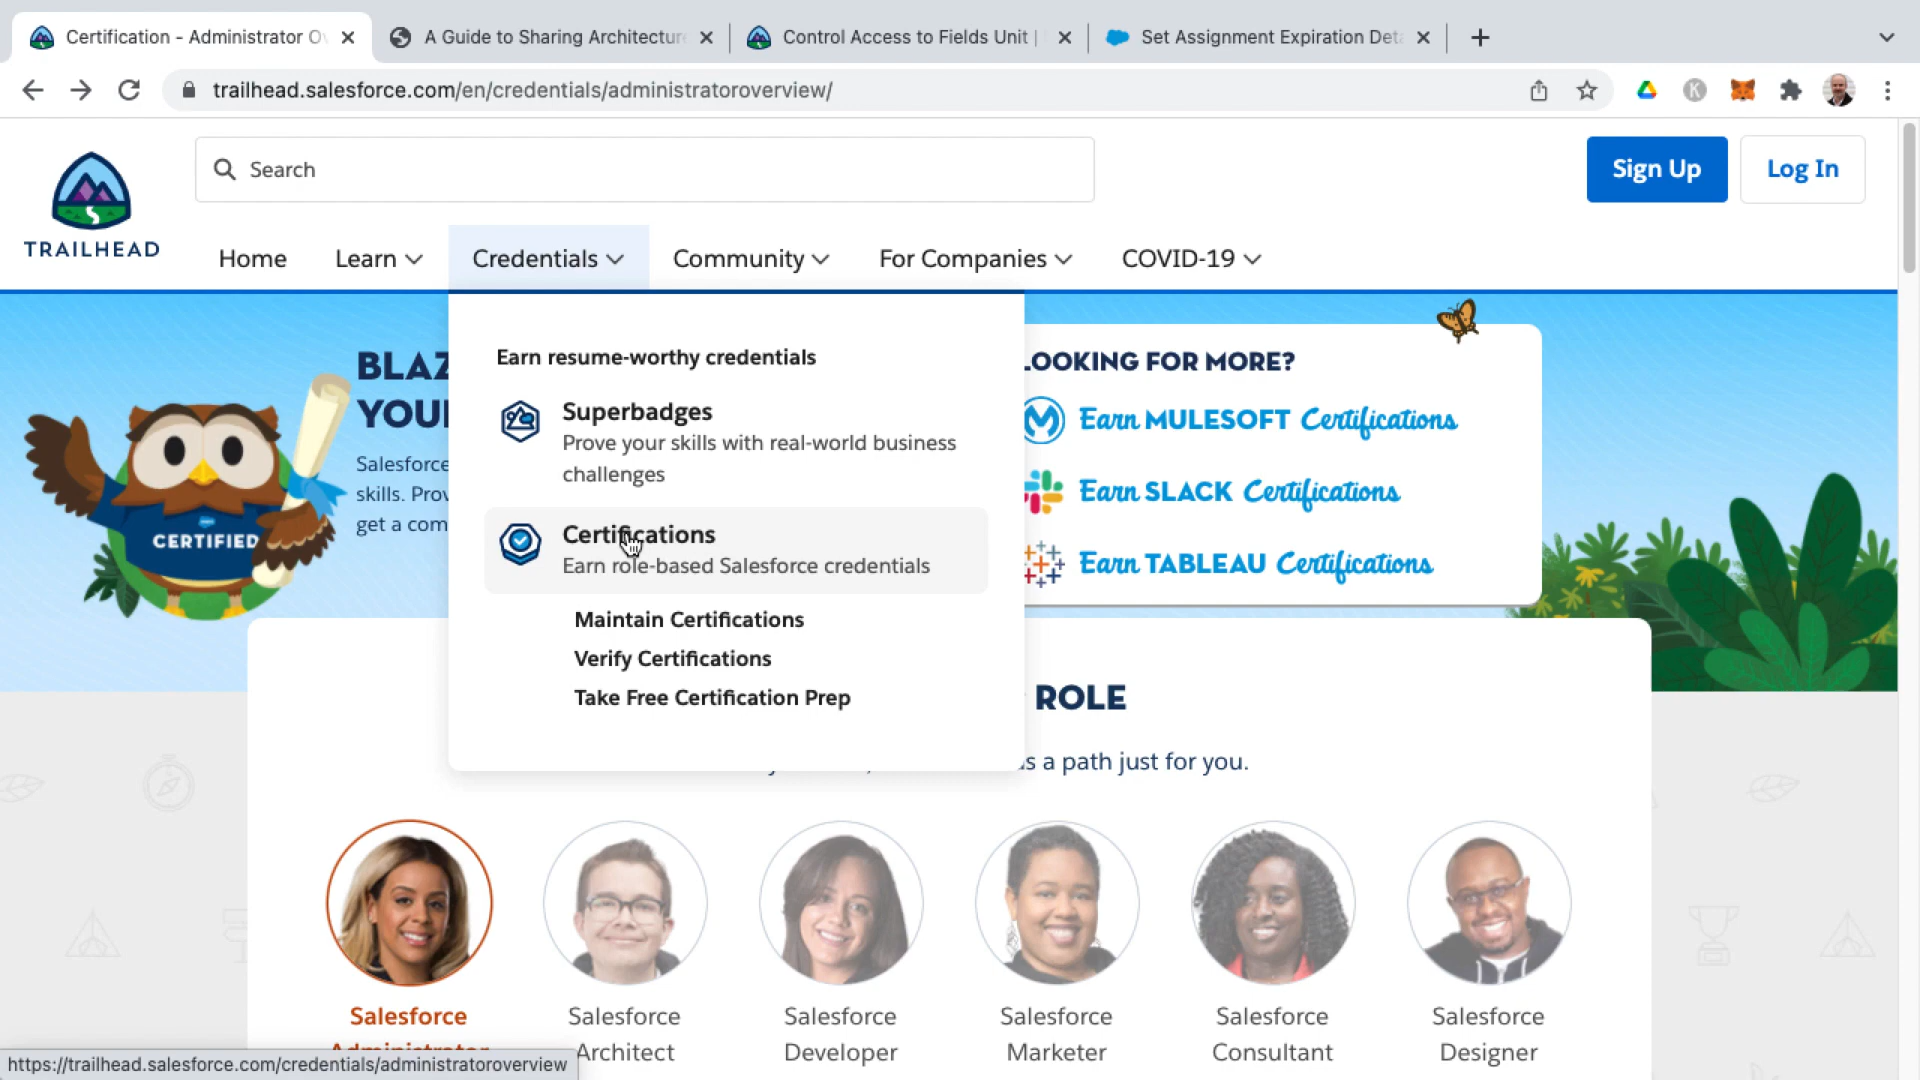 Certification - Administrator Ov
A Guide to Sharing Architecture
Control Access to Fields Unit |
Set Assignment Expiration Deta
trailhead.salesforce.com/en/credentials/administratoroverview/
K
Search
Sign Up
Log In
TRAILHEAD
Home
Learn
Credentials
Community
For Companies
COVID-19
Earn resume-worthy credentials
Superbadges
Prove your skills with real-world business
challenges
Certifications
Earn role-based Salesforce credentials
Maintain Certifications
Verify Certifications
Take Free Certification Prep
BLAZ
YOU
Salesforce
skills. Prov
get a com
CERTIFIED
LOOKING FOR MORE?
Earn MULESOFT Certifications
Earn SLACK Certifications
Earn TABLEAU Certifications
ROLE
s a path just for you.
Salesforce
Administrator
Salesforce
Architect
Salesforce
Developer
Salesforce
Marketer
Salesforce
Consultant
Salesforce
Designer
https://trailhead.salesforce.com/credentials/administratoroverview